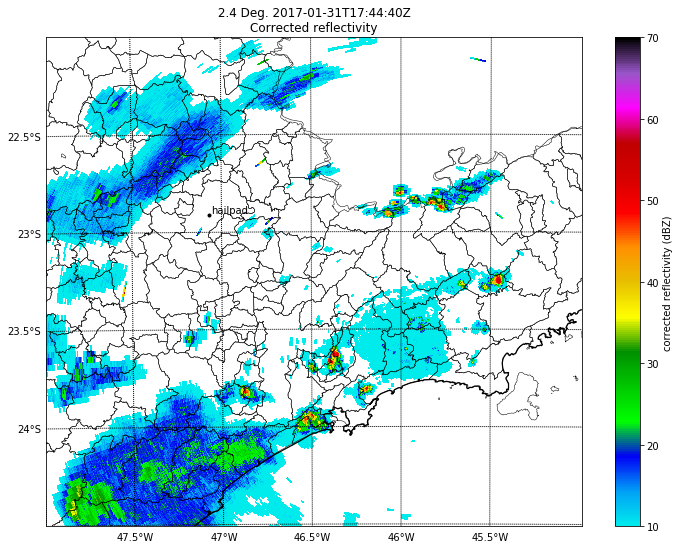 2.4 Deg. 2017-01-31T17:44:40Z
Corrected reflectivity
70
60
50
40
30
20
10
corrected reflectivity (dBZ)
22.5°S
23°S
23.5°S
24°S
hailpad
47.5°W
47°W
46.5°W
46°W
45.5°W